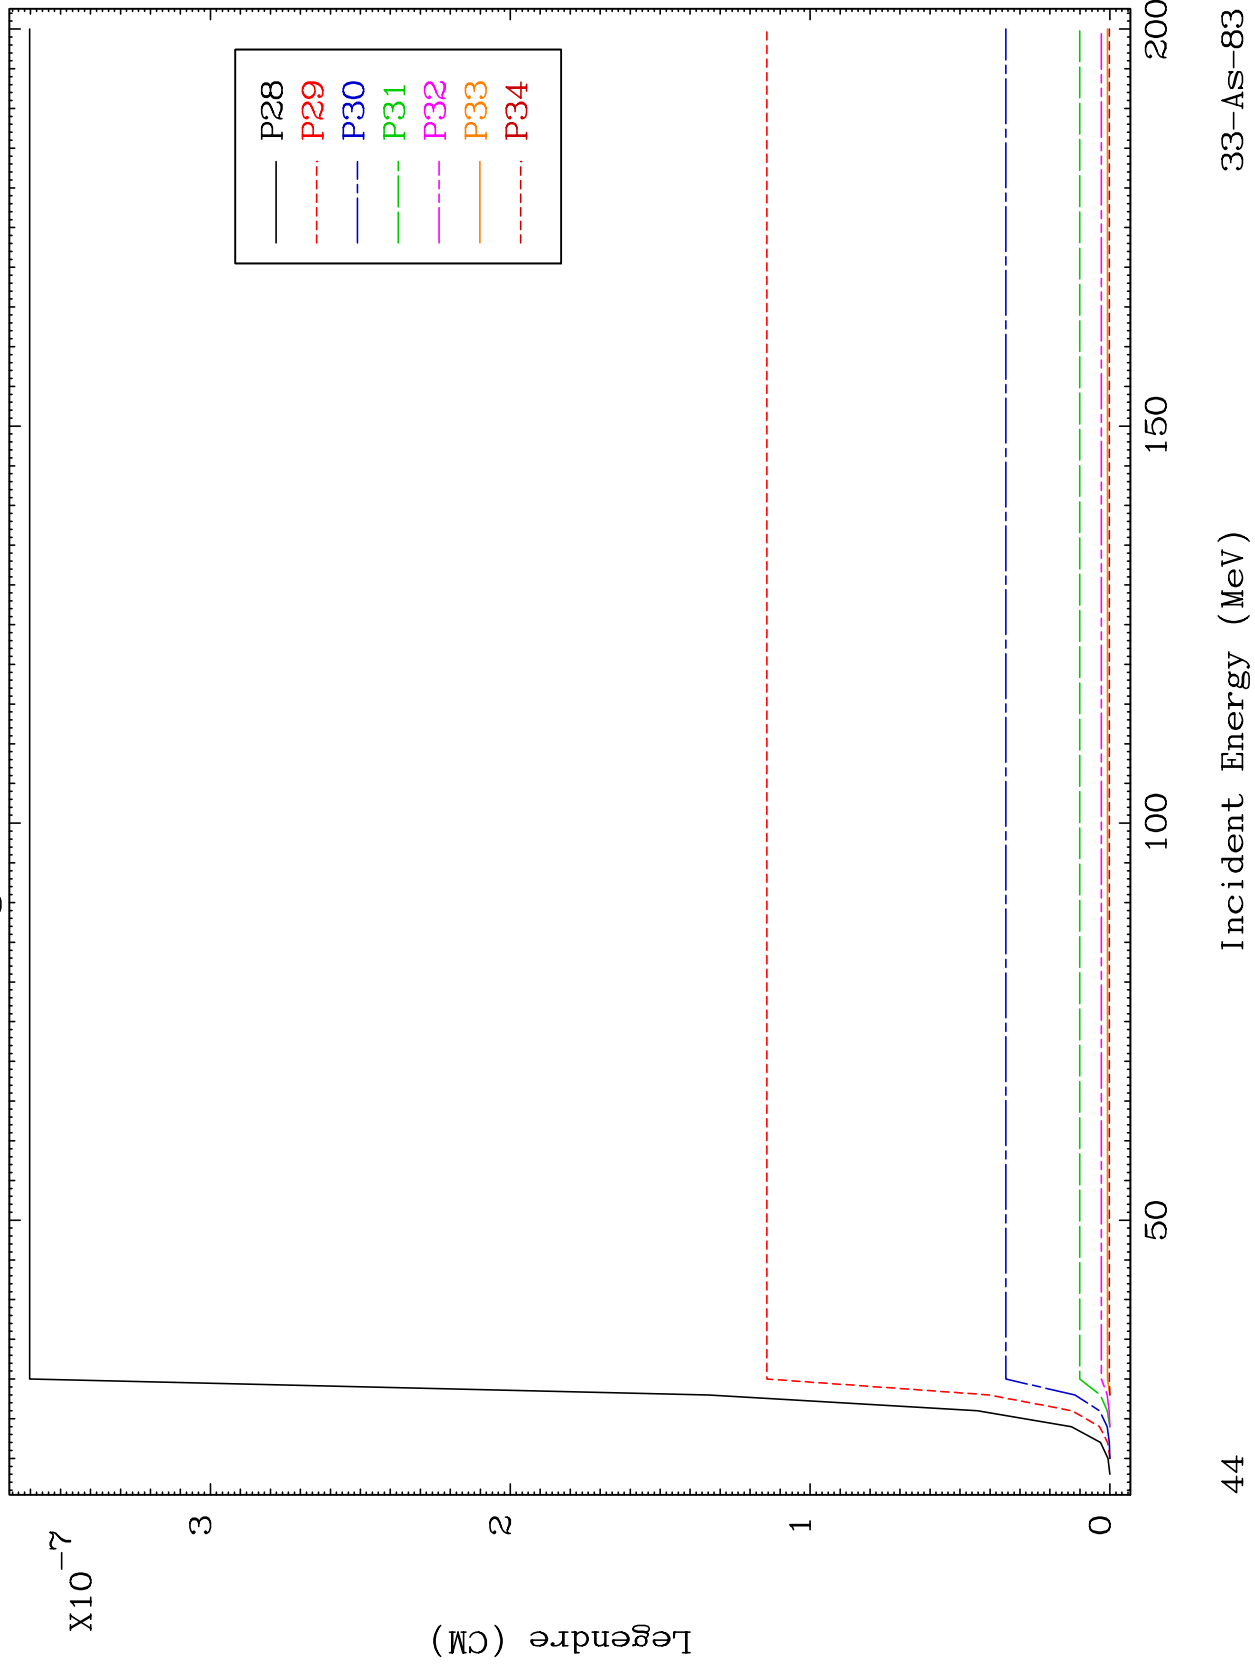 X10-7
3
2
1
0
Legendre (CM)
P28
P29
P30
P31
P32
P33
P34
50
100
150
200
44
Incident Energy (MeV)
33-As-83